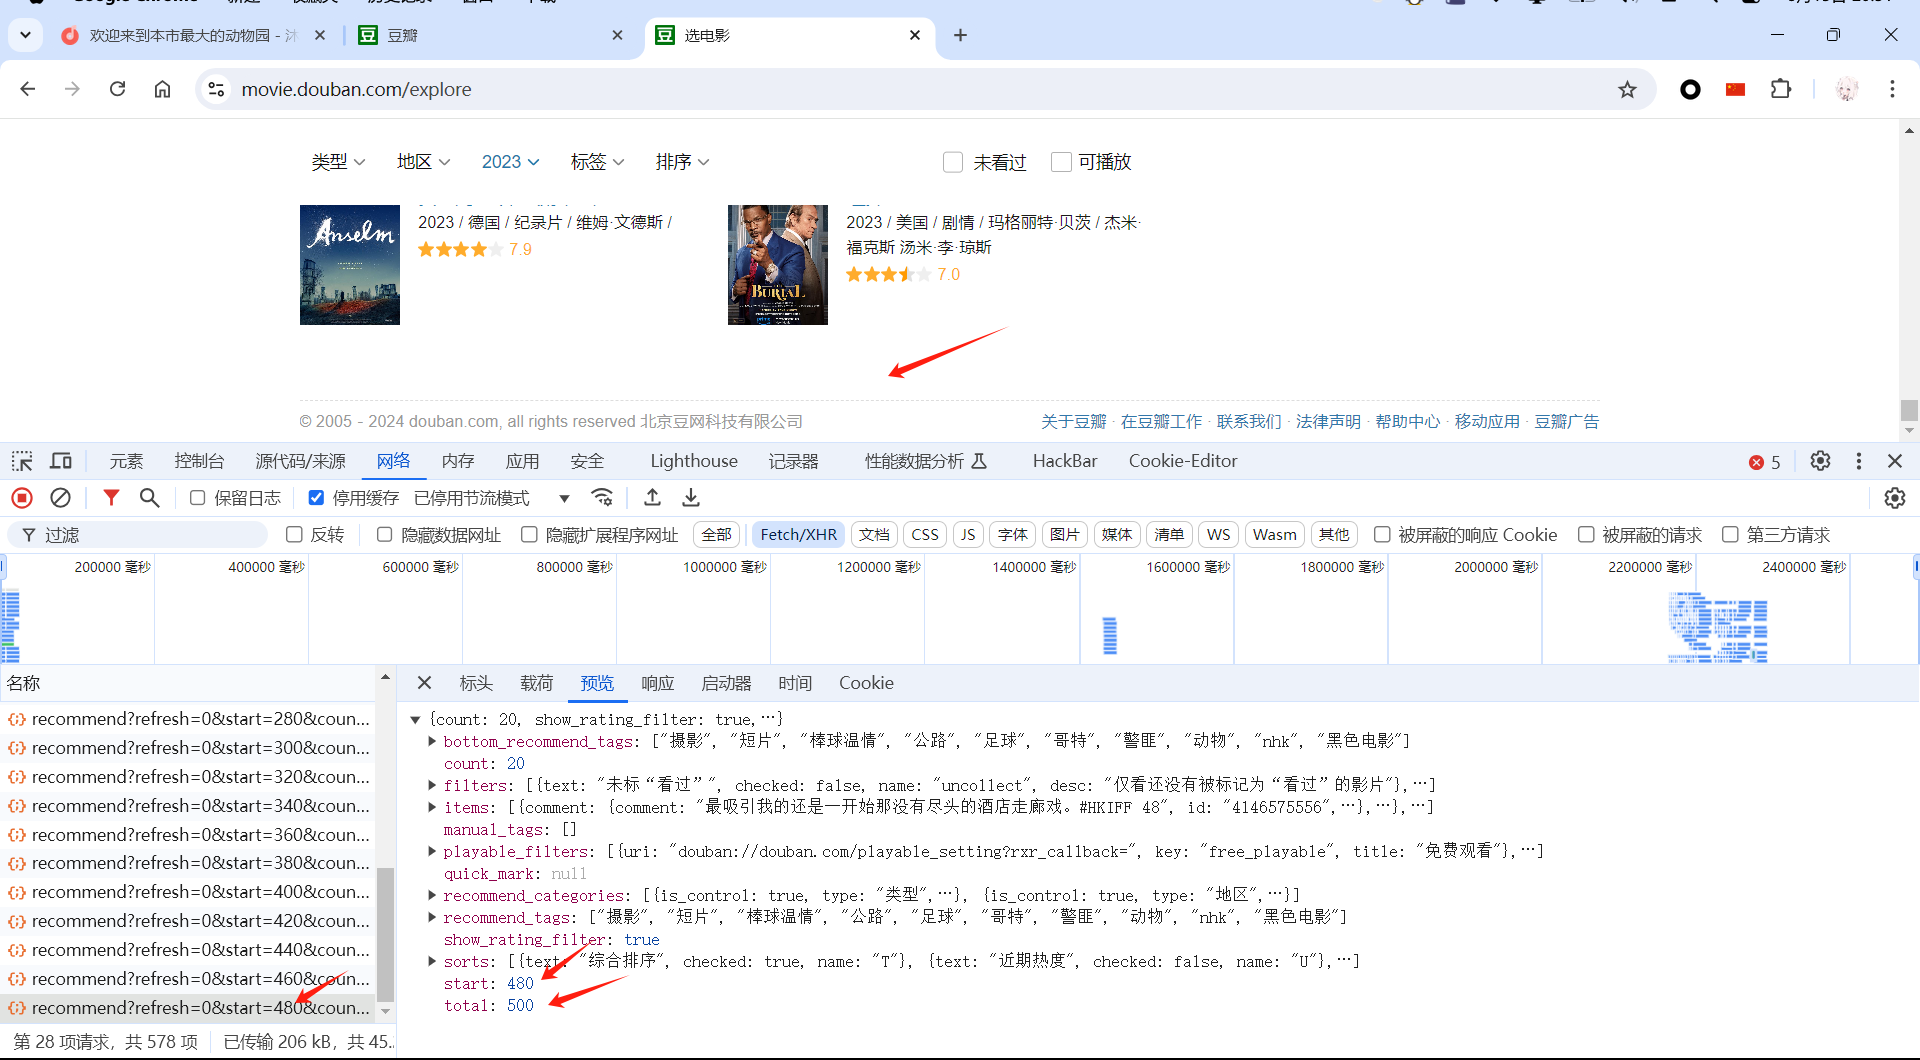 欢迎来到本市最大的动物园 - 沐
豆瓣
选电影
movie.douban.com/explore
类型 地区 2023 标签 排序 未看过 可播放
Anselm
2023 / 德国 / 纪录片 / 维姆·文德斯 /
7.9
BURIAL
2023 / 美国 / 剧情 / 玛格丽特·贝茨 / 杰米·
福克斯 汤米·李·琼斯
7.0
© 2005 - 2024 douban.com, all rights reserved 北京豆网科技有限公司
关于豆瓣 · 在豆瓣工作 · 联系我们 · 法律声明 · 帮助中心 · 移动应用 · 豆瓣广告
元素 控制台 源代码/来源 网络 内存 应用 安全 Lighthouse 记录器 性能数据分析 HackBar Cookie-Editor 5
保留日志 停用缓存 已停用节流模式
过滤 反转 隐藏数据网址 隐藏扩展程序网址 全部 Fetch/XHR 文档 CSS JS 字体 图片 媒体 清单 WS Wasm 其他 被屏蔽的响应 Cookie 被屏蔽的请求 第三方请求
200000 毫秒 400000 毫秒 600000 毫秒 800000 毫秒 1000000 毫秒 1200000 毫秒 1400000 毫秒 1600000 毫秒 1800000 毫秒 2000000 毫秒 2200000 毫秒 2400000 毫秒
名称
recommend?refresh=0&start=280&coun...
recommend?refresh=0&start=300&coun...
recommend?refresh=0&start=320&coun...
recommend?refresh=0&start=340&coun...
recommend?refresh=0&start=360&coun...
recommend?refresh=0&start=380&coun...
recommend?refresh=0&start=400&coun...
recommend?refresh=0&start=420&coun...
recommend?refresh=0&start=440&coun...
recommend?refresh=0&start=460&coun...
recommend?refresh=0&start=480&coun...
第 28 项请求，共 578 项 已传输 206 kB，共 45..
标头 载荷 预览 响应 启动器 时间 Cookie
{count: 20, show_rating_filter: true,…}
bottom_recommend_tags: ["摄影", "短片", "棒球温情", "公路", "足球", "哥特", "警匪", "动物", "nhk", "黑色电影"]
count: 20
filters: [{text: "未标“看过”", checked: false, name: "uncollect", desc: "仅看还没有被标记为“看过”的影片"},…]
items: [{comment: {comment: "最吸引我的还是一开始那没有尽头的酒店走廊戏。#HKIFF 48", id: "4146575556",…},…},…]
manual_tags: []
playable_filters: [{uri: "douban://douban.com/playable_setting?rxr_callback=", key: "free_playable", title: "免费观看"},…]
quick_mark: null
recommend_categories: [{is_control: true, type: "类型",…}, {is_control: true, type: "地区",…}]
recommend_tags: ["摄影", "短片", "棒球温情", "公路", "足球", "哥特", "警匪", "动物", "nhk", "黑色电影"]
show_rating_filter: true
sorts: [{text: "综合排序", checked: true, name: "T"}, {text: "近期热度", checked: false, name: "U"},…]
start: 480
total: 500